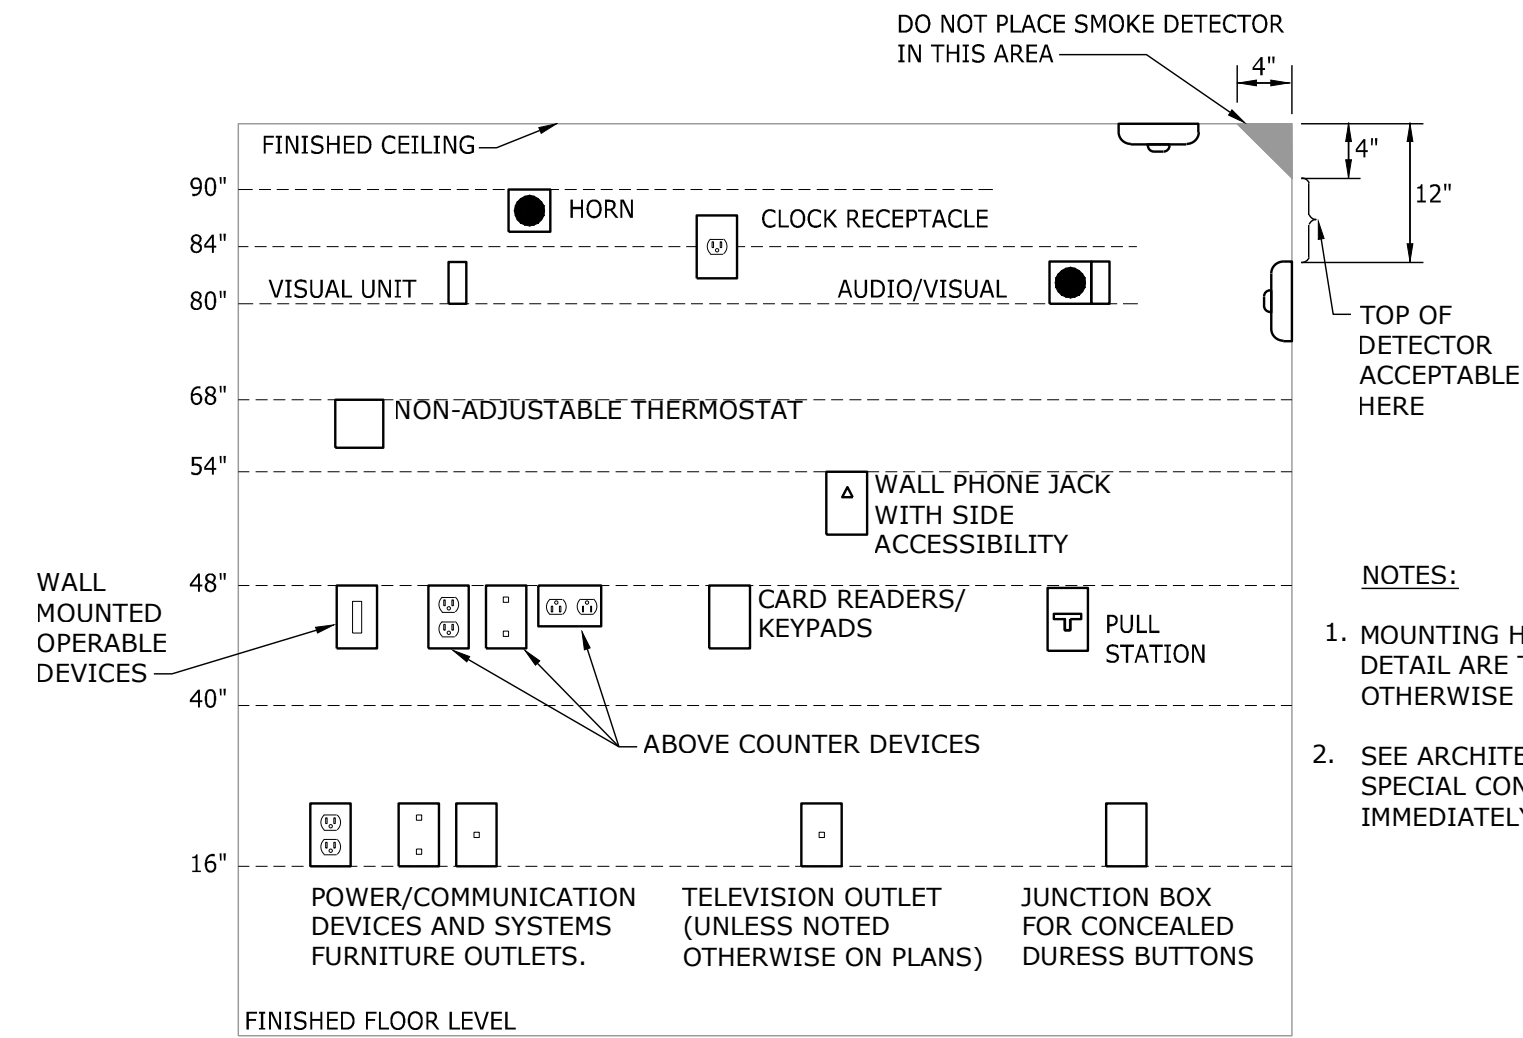 DO NOT PLACE SMOKE DETECTOR
IN THIS AREA
4"
FINISHED CEILING
4"
12"
90"
HORN
CLOCK RECEPTACLE
84"
VISUAL UNIT
AUDIO/VISUAL
80"
TOP OF
DETECTOR
ACCEPTABLE
HERE
68"
NON-ADJUSTABLE THERMOSTAT
54"
WALL PHONE JACK
WITH SIDE
ACCESSIBILITY
48"
WALL
MOUNTED
OPERABLE
DEVICES
CARD READERS/
KEYPADS
PULL
STATION
40"
ABOVE COUNTER DEVICES
16"
POWER/COMMUNICATION
DEVICES AND SYSTEMS
FURNITURE OUTLETS.
TELEVISION OUTLET
(UNLESS NOTED
OTHERWISE ON PLANS)
JUNCTION BOX
FOR CONCEALED
DURESS BUTTONS
FINISHED FLOOR LEVEL
NOTES:
1. MOUNTING
DETAIL ARE
OTHERWISE
2. SEE
SPECIAL